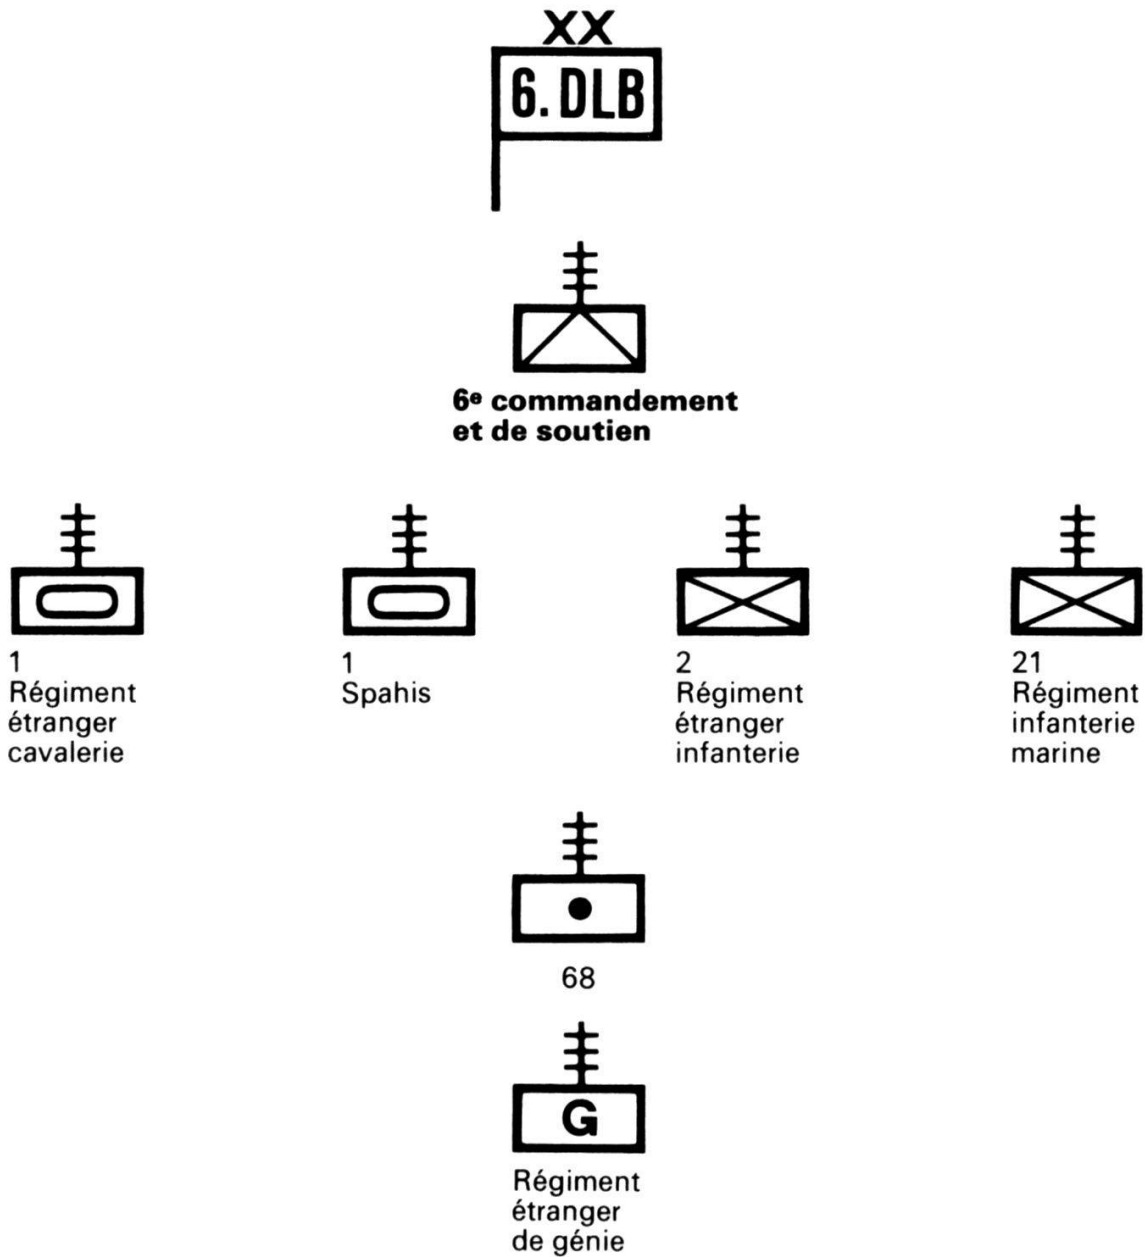 XX
6. DLB
6e commandement
et de soutien
1
Régiment
étranger
cavalerie
1
Spahis
2
Régiment
étranger
infanterie
21
Régiment
infanterie
marine
68
G
Régiment
étranger
de génie